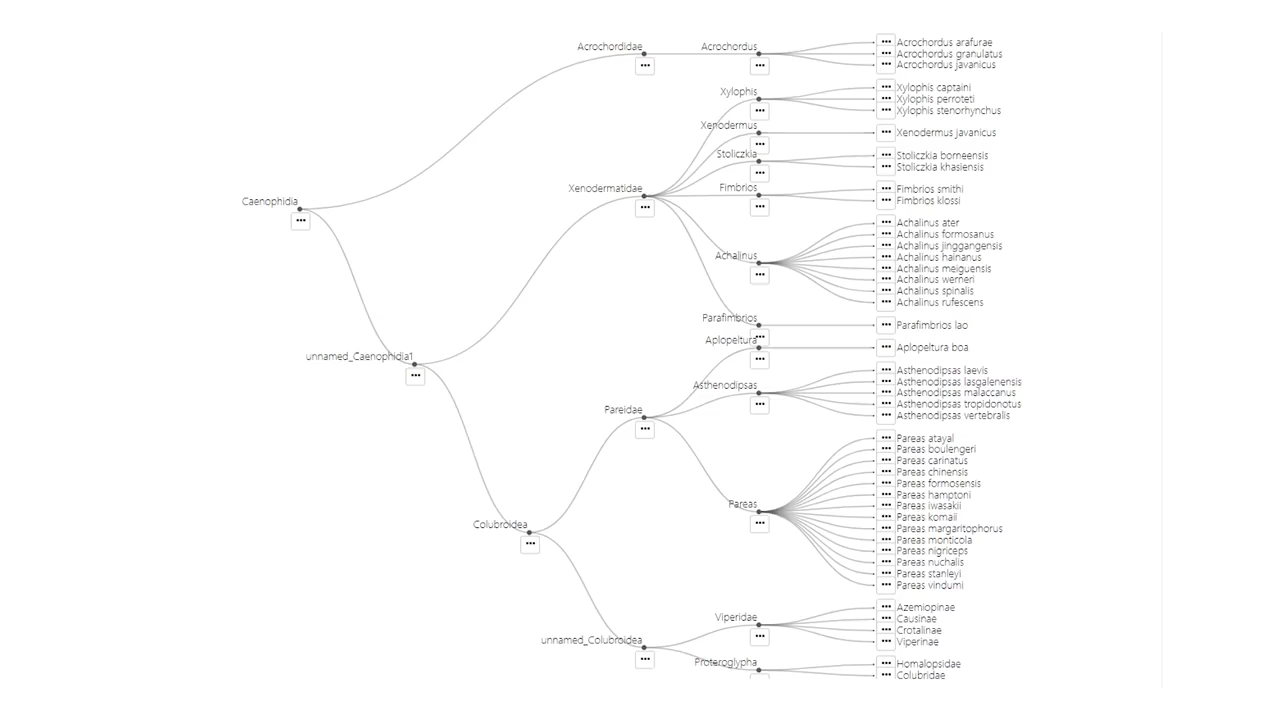 Acrochordidae
Acrochordus
Acrochordus arafurae
Acrochordus granulatus
Acrochordus javanicus
Xylophis
Xylophis captaini
Xylophis perroteti
Xylophis stenorhynchus
Xenodermus
Xenodermus javanicus
Stoliczkia
Stoliczkia borneensis
Stoliczkia khasiensis
Xenodermatidae
Fimbrios
Fimbrios smithi
Fimbrios klossi
Caenophidia
Achalinus
Achalinus ater
Achalinus formosanus
Achalinus jinggangensis
Achalinus hainanus
Achalinus meiguensis
Achalinus werneri
Achalinus spinalis
Achalinus rufescens
Parafimbrios
Parafimbrios lao
Aplopeltura
Aplopeltura boa
unnamed_Caenophidia1
Asthenodipsas
Asthenodipsas laevis
Asthenodipsas lasgalenensis
Asthenodipsas malaccanus
Asthenodipsas tropidonotus
Asthenodipsas vertebralis
Pareidae
Pareas
Pareas atayal
Pareas boulengeri
Pareas carinatus
Pareas chinensis
Pareas formosensis
Pareas hamptoni
Pareas iwasakii
Pareas komaii
Pareas margaritophorus
Pareas monticola
Pareas nigriceps
Pareas nuchalis
Pareas stanleyi
Pareas vindumi
Colubroidea
Viperidae
Azemiopinae
Causinae
Crotalinae
Viperinae
unnamed_Colubroidea
Proteroglypha
Homalopsidae
Colubridae